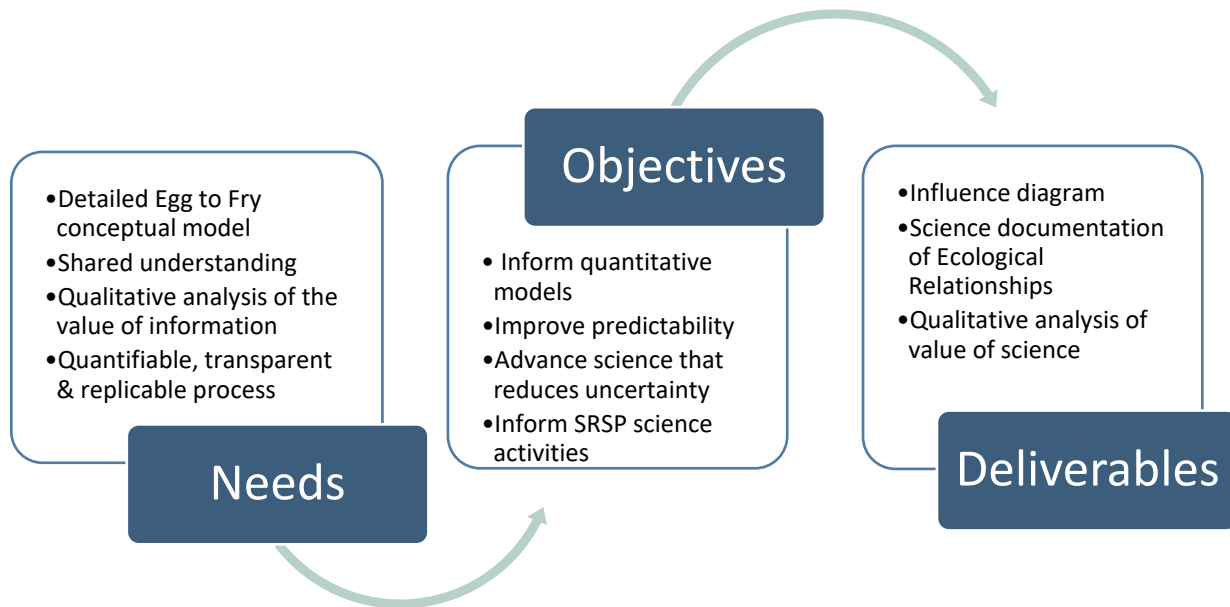 •Detailed Egg to Fry
conceptual model
•Shared understanding
•Qualitative analysis of the
value of information
•Quantifiable, transparent
& replicable process
Needs
Objectives
• Inform quantitative
models
•Improve predictability
•Advance science that
reduces uncertainty
•Inform SRSP science
activities
•Influence diagram
•Science documentation
of Ecological
Relationships
•Qualitative analysis of
value of science
Deliverables